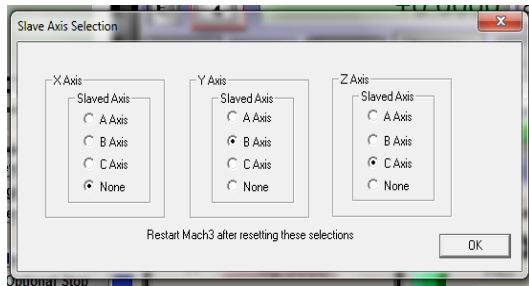 Slave Axis Selection
X Axis
Slaved Axis
A Axis
B Axis
C Axis
None
Y Axis
Slaved Axis
A Axis
B Axis
C Axis
None
Z Axis
Slaved Axis
A Axis
B Axis
C Axis
None
Restart Mach3 after resetting these selections
OK
Optional Stop